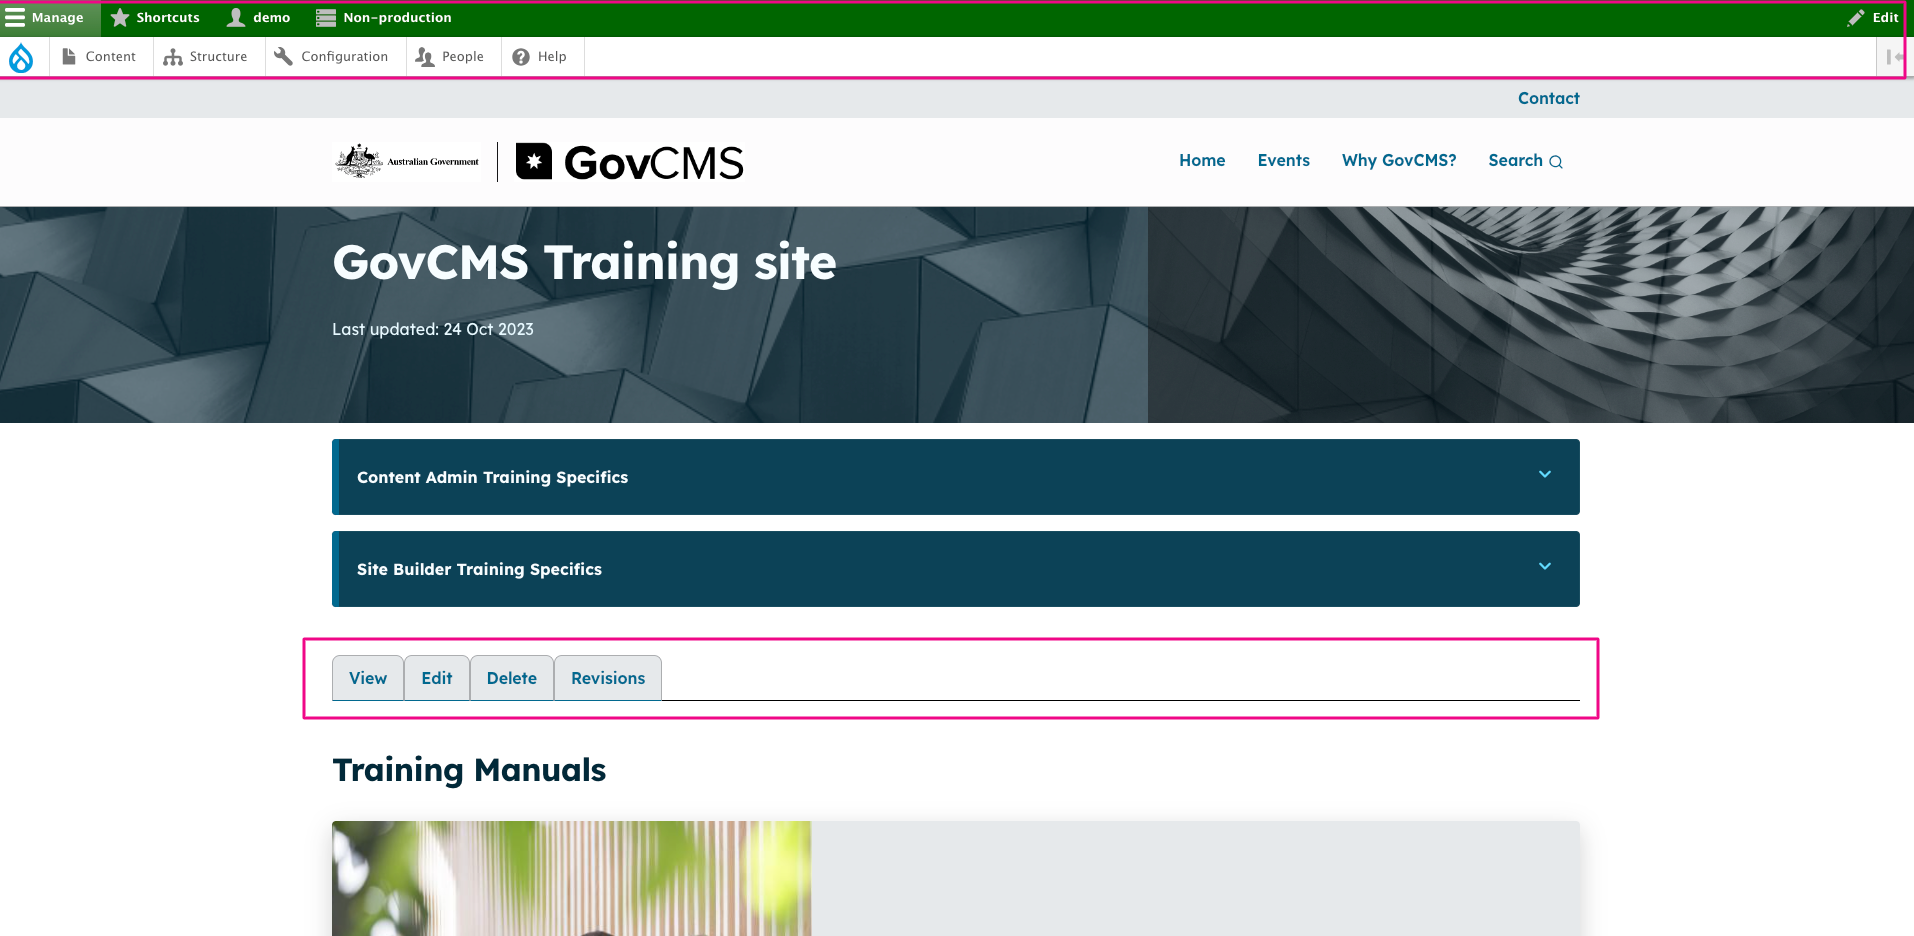 Manage Shortcuts demo Non-production Edit
Content Structure Configuration People Help
Contact
Australian Government GovCMS Home Events Why GovCMS? Search
GovCMS Training site
Last updated: 24 Oct 2023
Content Admin Training Specifics
Site Builder Training Specifics
View Edit Delete Revisions
Training Manuals